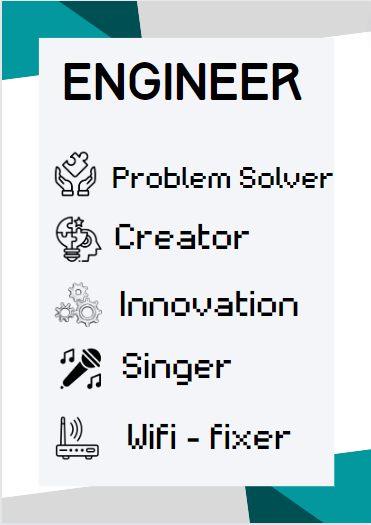 ENGINEER
Problem Solver
Creator
Innovation
Singer
Wifi - fixer